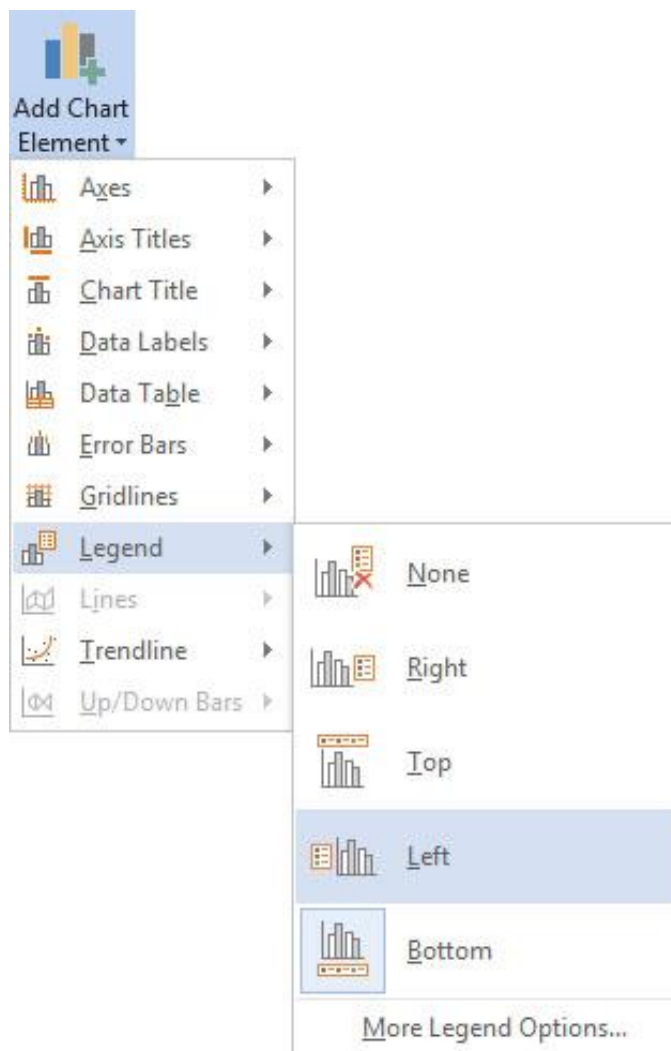 Add Chart
Element
Axes
Axis Titles
Chart Title
Data Labels
Data Table
Error Bars
Gridlines
Legend
Lines
Trendline
Up/Down Bars
None
Right
Top
Left
Bottom
More Legend Options...